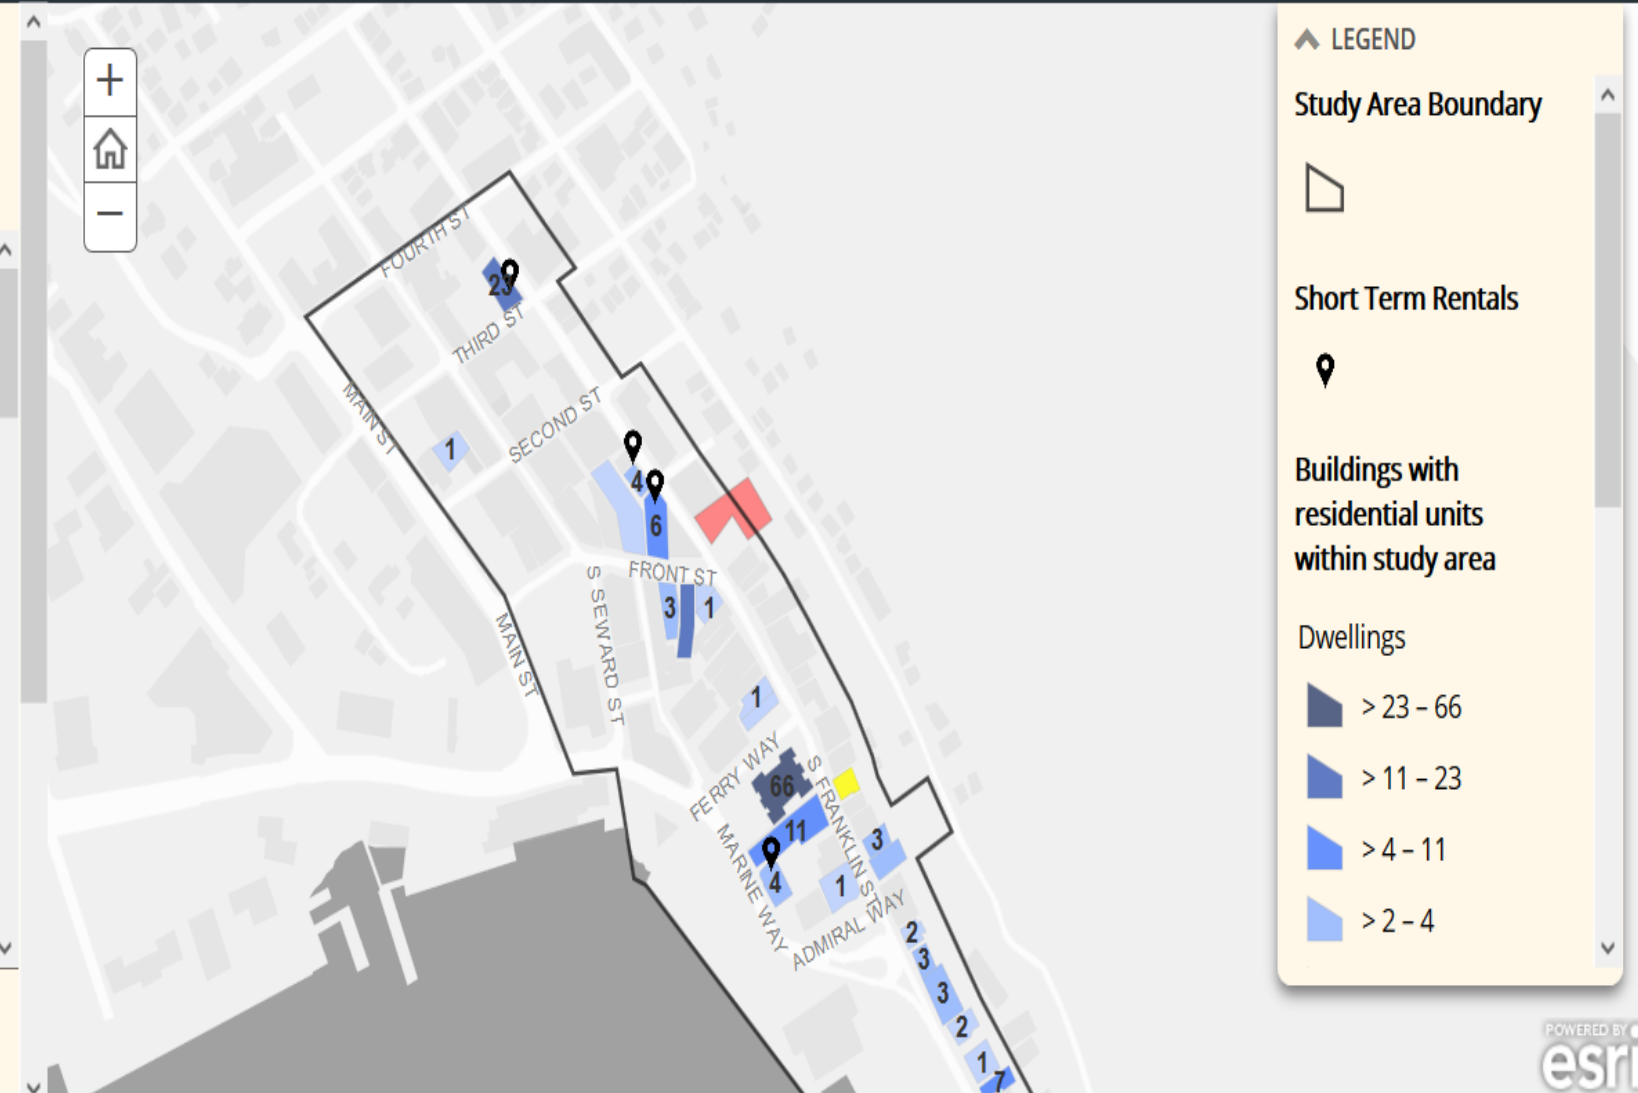 +
−
FOURTH ST
23
THIRD ST
MAIN ST
1
SECOND ST
4
6
FRONT ST
S SEWARD ST
3
1
MAIN ST
1
FERRY WAY
66
S FRANKLIN ST
11
3
MARINE WAY
4
1
ADMIRAL WAY
2
3
3
2
1
7
LEGEND
Study Area Boundary
Short Term Rentals
Buildings with
residential units
within study area
Dwellings
> 23 – 66
> 11 – 23
> 4 – 11
> 2 – 4
POWERED BY
esri